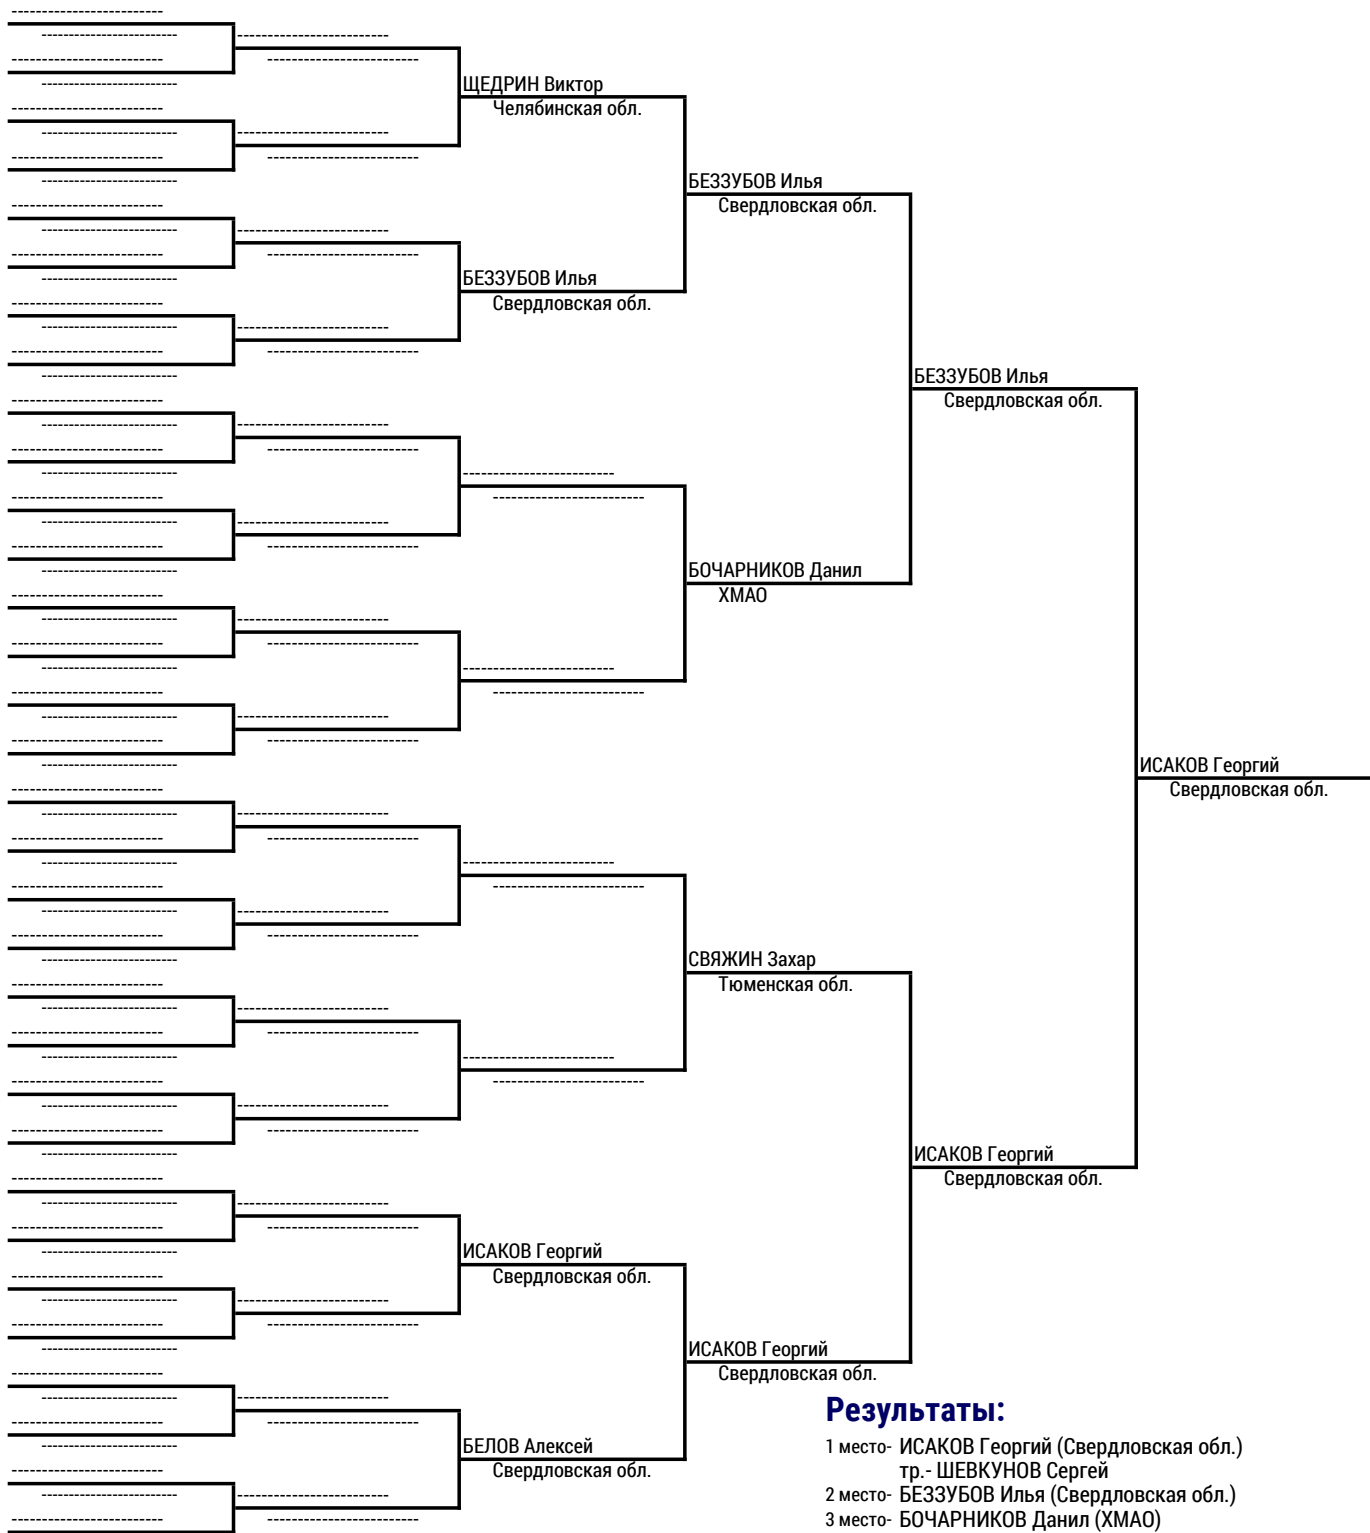 ЩЕДРИН Виктор
Челябинская обл.
БЕЗЗУБОВ Илья
Свердловская обл.
БЕЗЗУБОВ Илья
Свердловская обл.
БЕЗЗУБОВ Илья
Свердловская обл.
БОЧАРНИКОВ Данил
ХМАО
ИСАКОВ Георгий
Свердловская обл.
СВЯЖИН Захар
Тюменская обл.
ИСАКОВ Георгий
Свердловская обл.
ИСАКОВ Георгий
Свердловская обл.
ИСАКОВ Георгий
Свердловская обл.
БЕЛОВ Алексей
Свердловская обл.
Результаты:
1 место- ИСАКОВ Георгий (Свердловская обл.)
тр.- ШЕВКУНОВ Сергей
2 место- БЕЗЗУБОВ Илья (Свердловская обл.)
3 место- БОЧАРНИКОВ Данил (ХМАО)